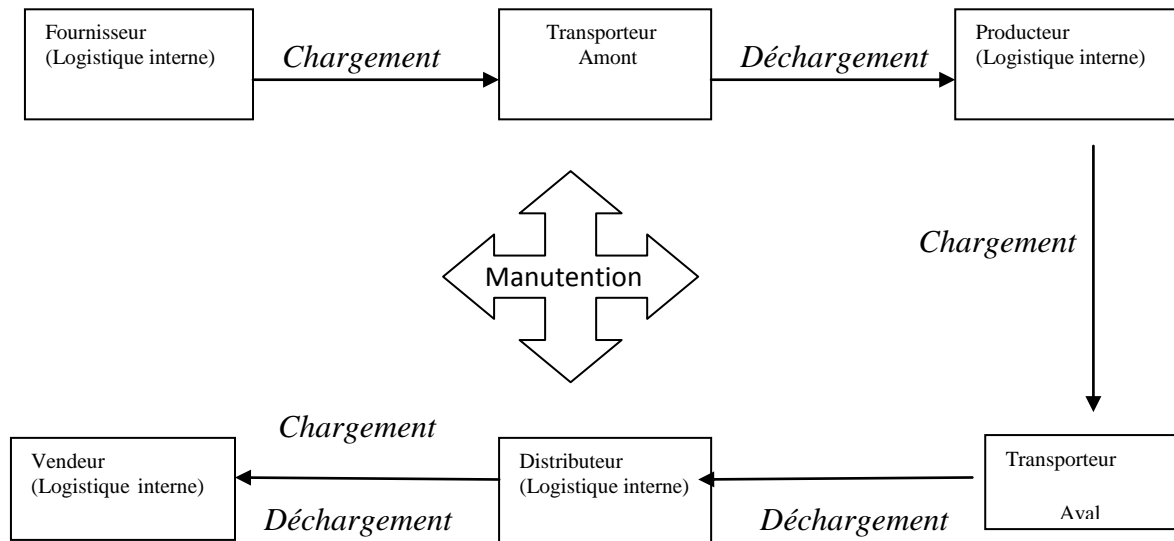 Fournisseur
(Logistique interne)
Chargement
Transporteur
Amont
Déchargement
Producteur
(Logistique interne)
Chargement
Manutention
Chargement
Vendeur
(Logistique interne)
Déchargement
Distributeur
(Logistique interne)
Déchargement
Transporteur
Aval